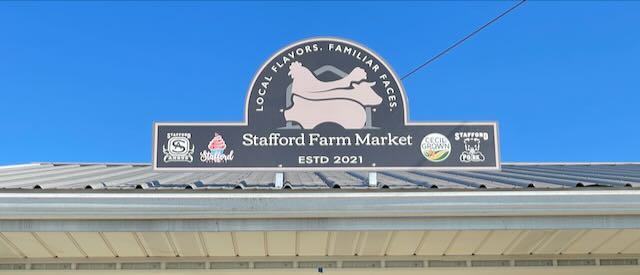 LOCAL FLAVORS. FAMILIAR FACES.
Stafford Farm Market
ESTD 2021
STAFFORD
S
ANGUS
Stafford
CECIL
GROWN
STAFFORD
PORK